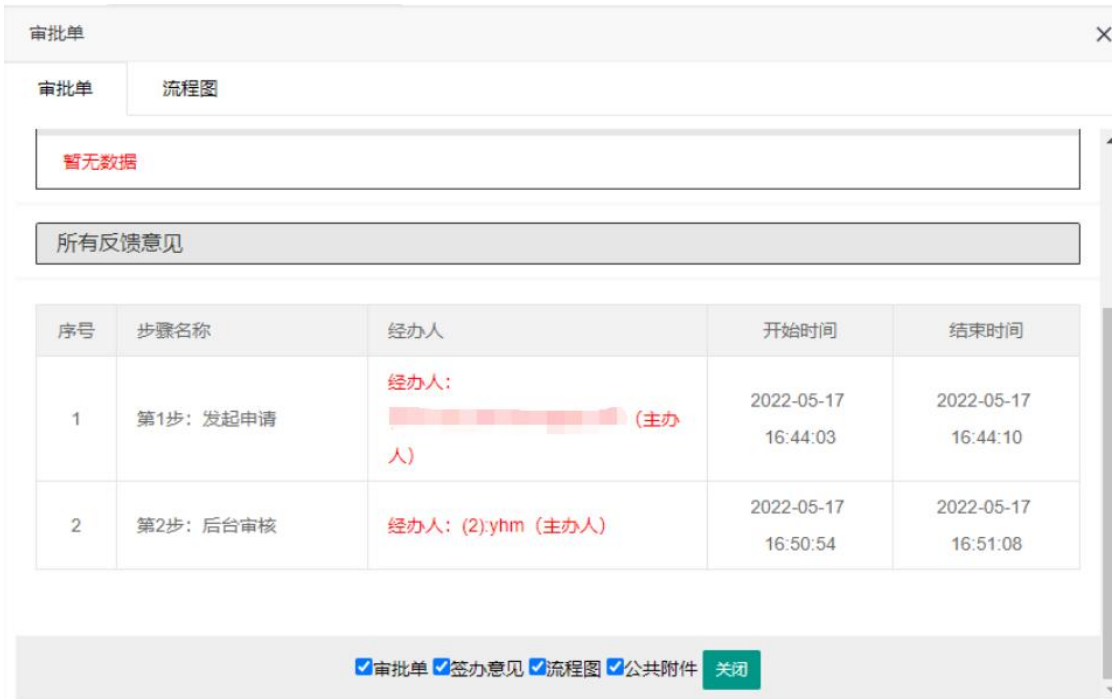 审批单
审批单 流程图
暂无数据
所有反馈意见
序号 步骤名称 经办人 开始时间 结束时间
1 第1步：发起申请 经办人： （主办人） 2022-05-17 16:44:03 2022-05-17 16:44:10
2 第2步：后台审核 经办人：(2):yhm（主办人） 2022-05-17 16:50:54 2022-05-17 16:51:08
审批单 签办意见 流程图 公共附件 关闭